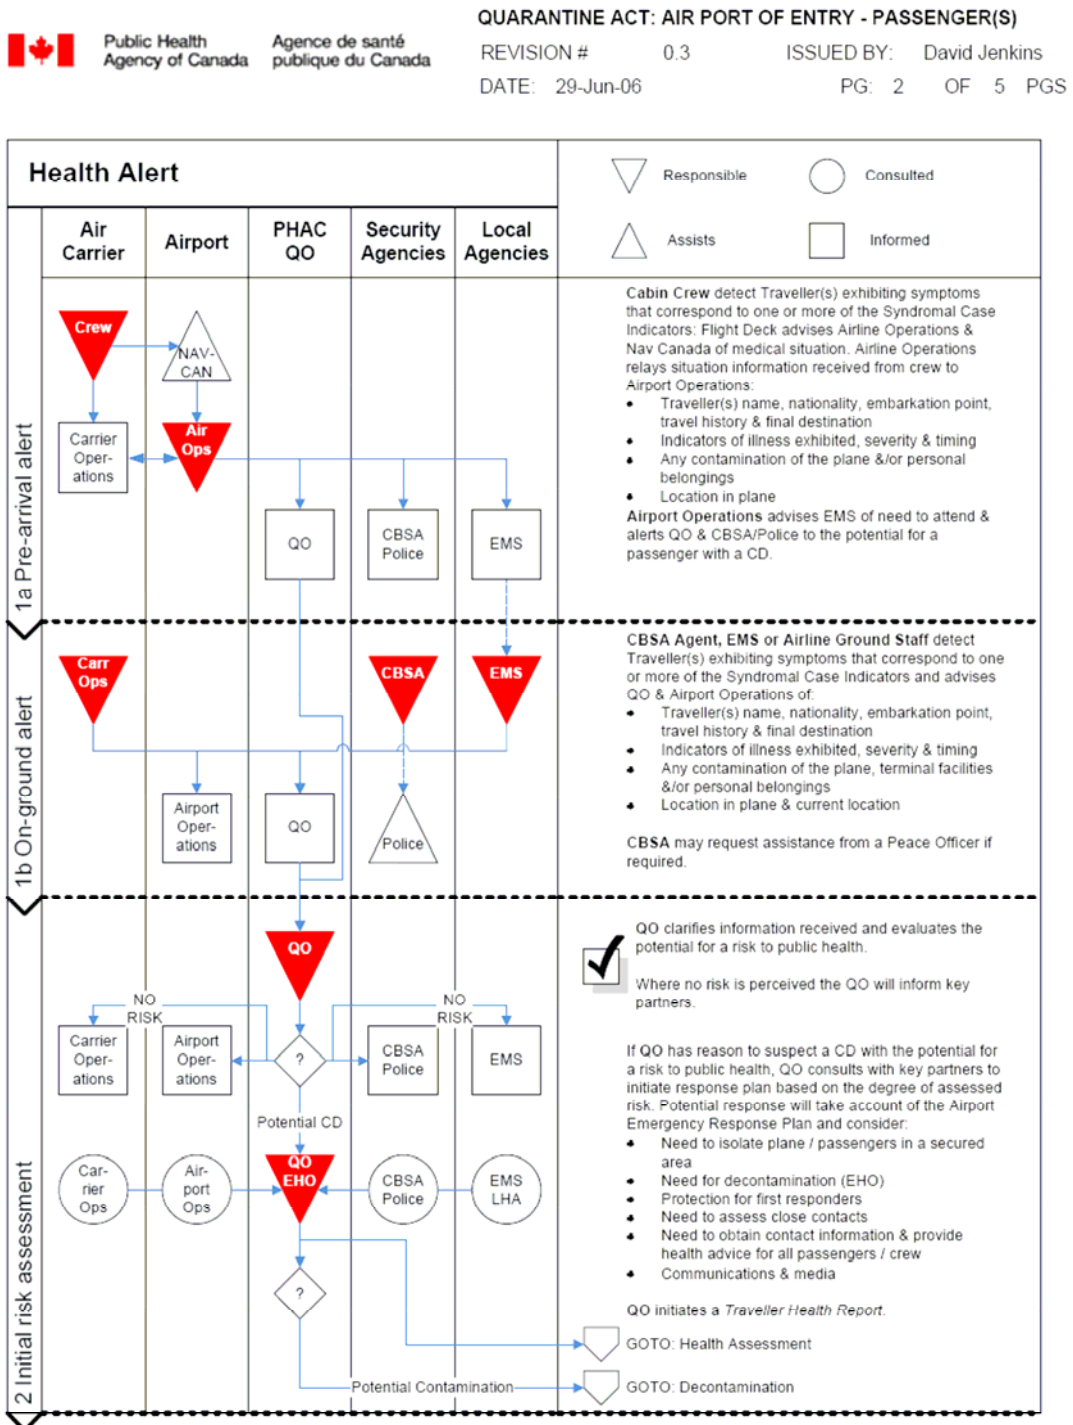 Public Health
Agency of Canada
Agence de santé
publique du Canada
QUARANTINE ACT: AIR PORT OF ENTRY - PASSENGER(S)
REVISION # 0.3 ISSUED BY: David Jenkins
DATE: 29-Jun-06 PG: 2 OF 5 PGS
Health Alert
Responsible
Consulted
Assists
Informed
Air
Carrier
Airport
PHAC
QO
Security
Agencies
Local
Agencies
1a Pre-arrival alert
Crew
NAV-
CAN
Carrier
Oper-
ations
Air
Ops
QO
CBSA
Police
EMS
Cabin Crew detect Traveller(s) exhibiting symptoms
that correspond to one or more of the Syndromal Case
Indicators: Flight Deck advises Airline Operations &
Nav Canada of medical situation. Airline Operations
relays situation information received from crew to
Airport Operations:
• Traveller(s) name, nationality, embarkation point,
travel history & final destination
• Indicators of illness exhibited, severity & timing
• Any contamination of the plane &/or personal
belongings
• Location in plane
Airport Operations advises EMS of need to attend &
alerts QO & CBSA/Police to the potential for a
passenger with a CD.
1b On-ground alert
Carr
Ops
CBSA
EMS
Airport
Oper-
ations
QO
Police
CBSA Agent, EMS or Airline Ground Staff detect
Traveller(s) exhibiting symptoms that correspond to one
or more of the Syndromal Case Indicators and advises
QO & Airport Operations of:
• Traveller(s) name, nationality, embarkation point,
travel history & final destination
• Indicators of illness exhibited, severity & timing
• Any contamination of the plane, terminal facilities
&/or personal belongings
• Location in plane & current location
CBSA may request assistance from a Peace Officer if
required.
2 Initial risk assessment
QO
NO
RISK
NO
RISK
Carrier
Oper-
ations
Airport
Oper-
ations
?
CBSA
Police
EMS
Potential CD
Car-
rier
Ops
Air-
port
Ops
QO
EHO
CBSA
Police
EMS
LHA
?
Potential Contamination
QO clarifies information received and evaluates the
potential for a risk to public health.
Where no risk is perceived the QO will inform key
partners.
If QO has reason to suspect a CD with the potential for
a risk to public health, QO consults with key partners to
initiate response plan based on the degree of assessed
risk. Potential response will take account of the Airport
Emergency Response Plan and consider:
• Need to isolate plane / passengers in a secured
area
• Need for decontamination (EHO)
• Protection for first responders
• Need to assess close contacts
• Need to obtain contact information & provide
health advice for all passengers / crew
• Communications & media
QO initiates a Traveller Health Report.
GOTO: Health Assessment
GOTO: Decontamination